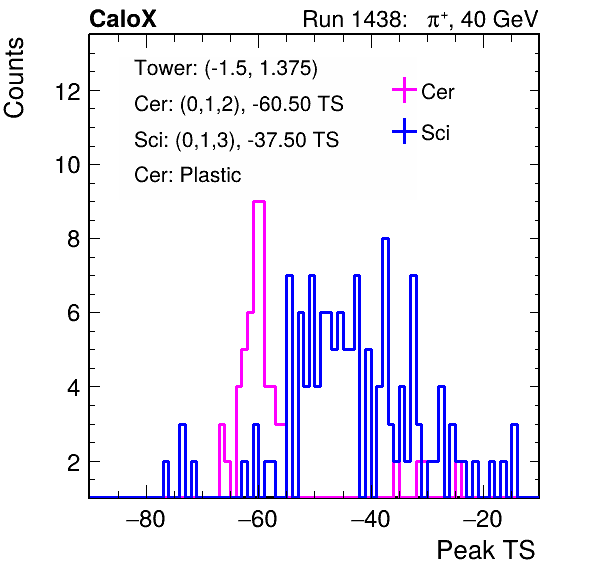 CaloX Run 1438: π⁺, 40 GeV
Counts
Tower: (-1.5, 1.375)
Cer: (0,1,2), -60.50 TS
Sci: (0,1,3), -37.50 TS
Cer: Plastic
Cer
Sci
12
10
8
6
4
2
−80 −60 −40 −20
Peak TS